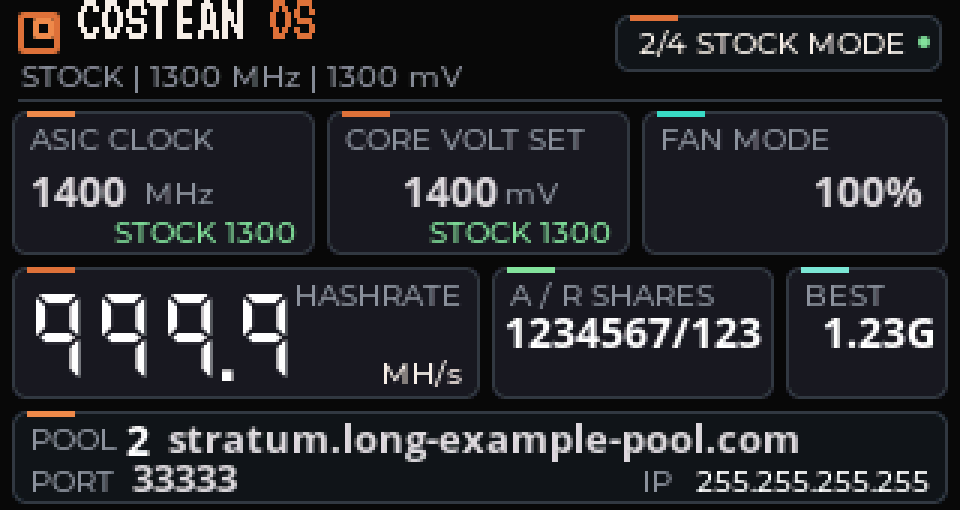 COSTEAN OS
2/4 STOCK MODE
STOCK | 1300 MHz | 1300 mV
ASIC CLOCK
1400 MHz
STOCK 1300
CORE VOLT SET
1400 mV
STOCK 1300
FAN MODE
100%
HASHRATE
999.9
MH/s
A / R SHARES
1234567/123
BEST
1.23G
POOL 2 stratum.long-example-pool.com
PORT 33333
IP 255.255.255.255